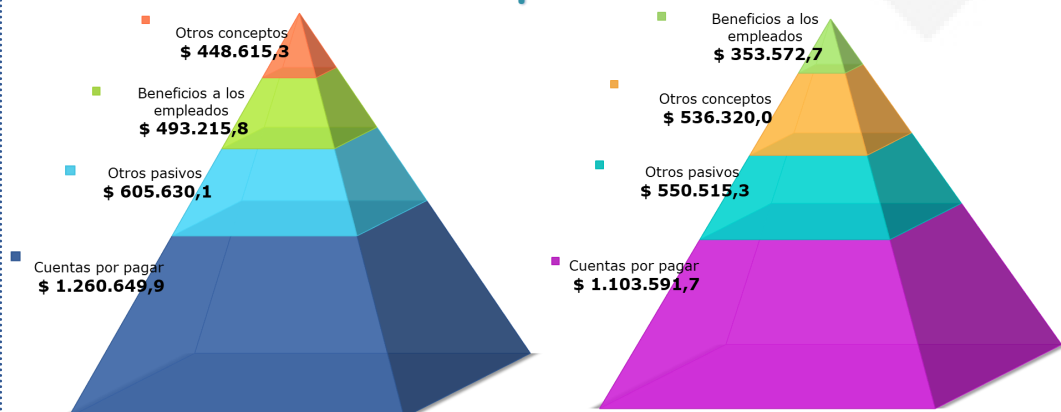 Otros conceptos
$ 448.615,3
Beneficios a los
empleados
$ 493.215,8
Otros pasivos
$ 605.630,1
Cuentas por pagar
$ 1.260.649,9
Beneficios a los
empleados
$ 353.572,7
Otros conceptos
$ 536.320,0
Otros pasivos
$ 550.515,3
Cuentas por pagar
$ 1.103.591,7